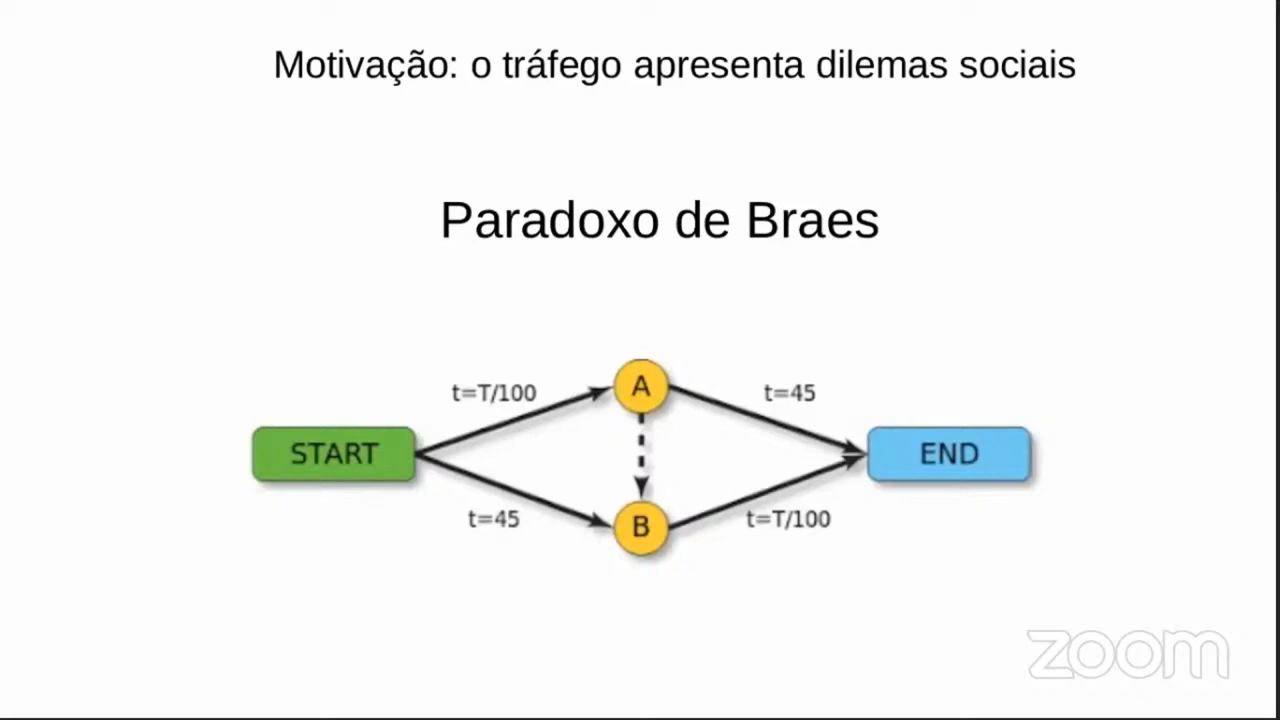 Motivação: o tráfego apresenta dilemas sociais
Paradoxo de Braes
t=T/100
A
t=45
START
END
t=45
B
t=T/100
zoom